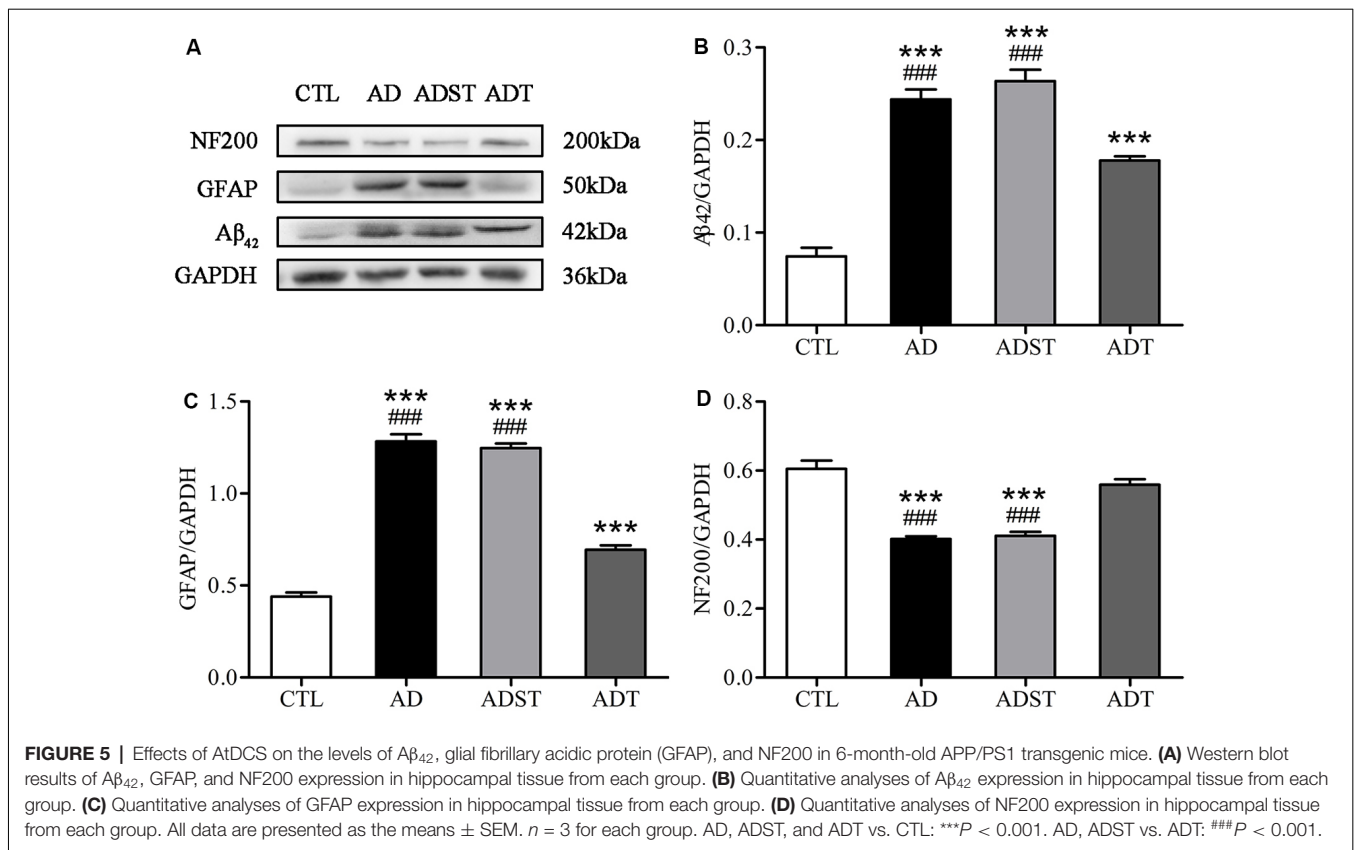 A
CTL AD ADST ADT
NF200 200kDa
GFAP 50kDa
Aβ₄₂ 42kDa
GAPDH 36kDa
B
Aβ42/GAPDH
0.3
0.2
0.1
0.0
***
###
***
###
***
CTL AD ADST ADT
C
GFAP/GAPDH
1.5
1.0
0.5
0.0
***
###
***
###
***
CTL AD ADST ADT
D
NF200/GAPDH
0.8
0.6
0.4
0.2
0.0
***
###
***
###
CTL AD ADST ADT
FIGURE 5 | Effects of AtDCS on the levels of Aβ₄₂, glial fibrillary acidic protein (GFAP), and NF200 in 6-month-old APP/PS1 transgenic mice. (A) Western blot
results of Aβ₄₂, GFAP, and NF200 expression in hippocampal tissue from each group. (B) Quantitative analyses of Aβ₄₂ expression in hippocampal tissue from each
group. (C) Quantitative analyses of GFAP expression in hippocampal tissue from each group. (D) Quantitative analyses of NF200 expression in hippocampal tissue
from each group. All data are presented as the means ± SEM. n = 3 for each group. AD, ADST, and ADT vs. CTL: ***P < 0.001. AD, ADST vs. ADT: ###P < 0.001.